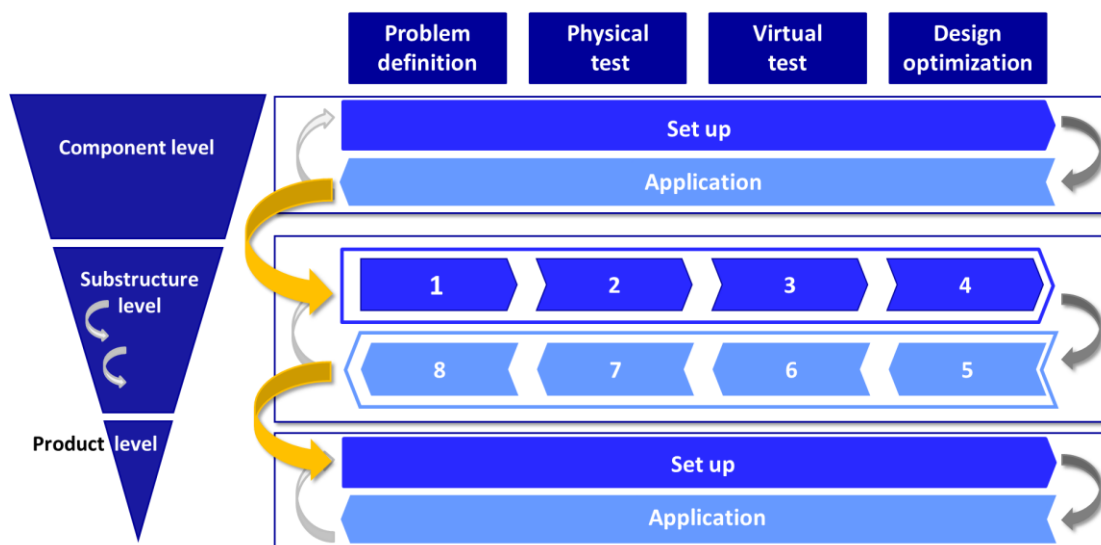 Problem
definition
Physical
test
Virtual
test
Design
optimization
Component level
Set up
Application
Substructure
level
1
2
3
4
8
7
6
5
Product level
Set up
Application